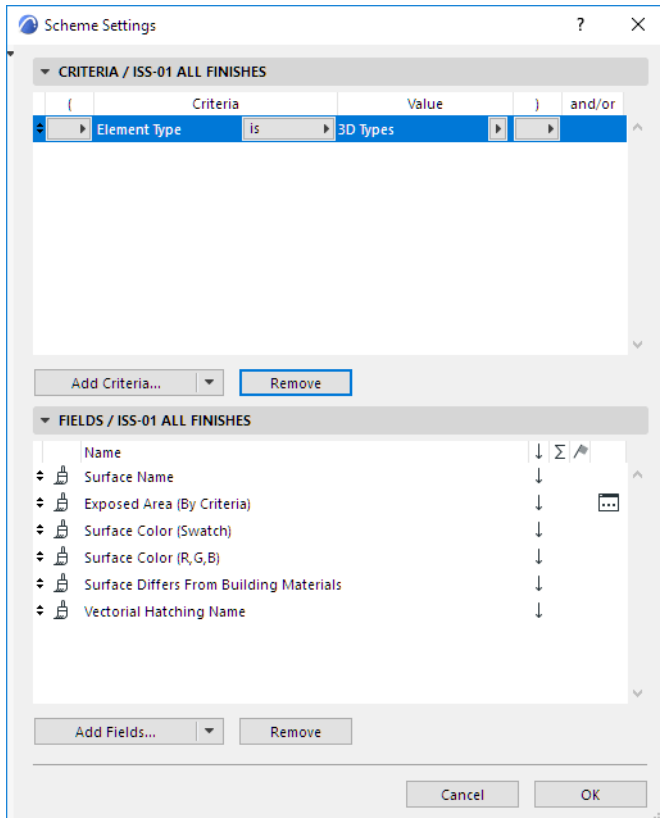 Scheme Settings ?
CRITERIA / ISS-01 ALL FINISHES
( Criteria Value ) and/or
Element Type is 3D Types
Add Criteria... Remove
FIELDS / ISS-01 ALL FINISHES
Name ↓ Σ
Surface Name ↓
Exposed Area (By Criteria) ↓
Surface Color (Swatch) ↓
Surface Color (R,G,B) ↓
Surface Differs From Building Materials ↓
Vectorial Hatching Name ↓
Add Fields... Remove
Cancel OK